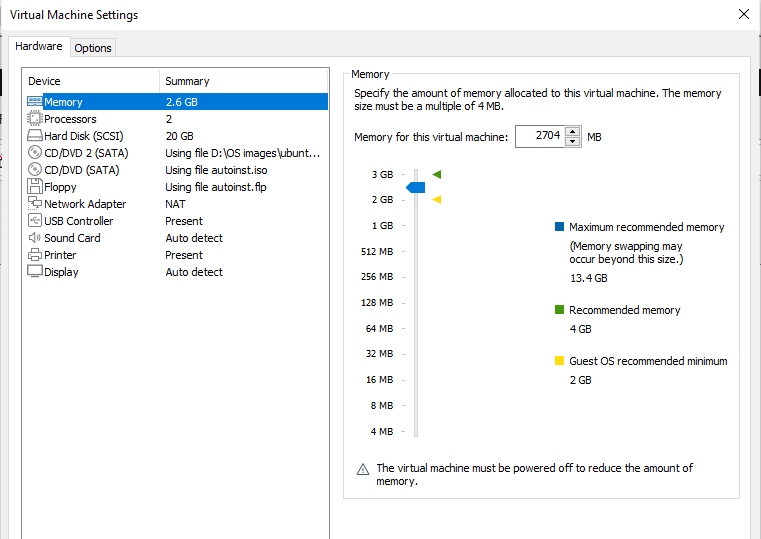 Virtual Machine Settings
Hardware
Options
Device Summary
Memory 2.6 GB
Processors 2
Hard Disk (SCSI) 20 GB
CD/DVD 2 (SATA) Using file D:\OS images\ubunt...
CD/DVD (SATA) Using file autoinst.iso
Floppy Using file autoinst.flp
Network Adapter NAT
USB Controller Present
Sound Card Auto detect
Printer Present
Display Auto detect
Memory
Specify the amount of memory allocated to this virtual machine. The memory
size must be a multiple of 4 MB.
Memory for this virtual machine: 2704 MB
3 GB
2 GB
1 GB
512 MB
256 MB
128 MB
64 MB
32 MB
16 MB
8 MB
4 MB
Maximum recommended memory
(Memory swapping may
occur beyond this size.)
13.4 GB
Recommended memory
4 GB
Guest OS recommended minimum
2 GB
The virtual machine must be powered off to reduce the amount of
memory.